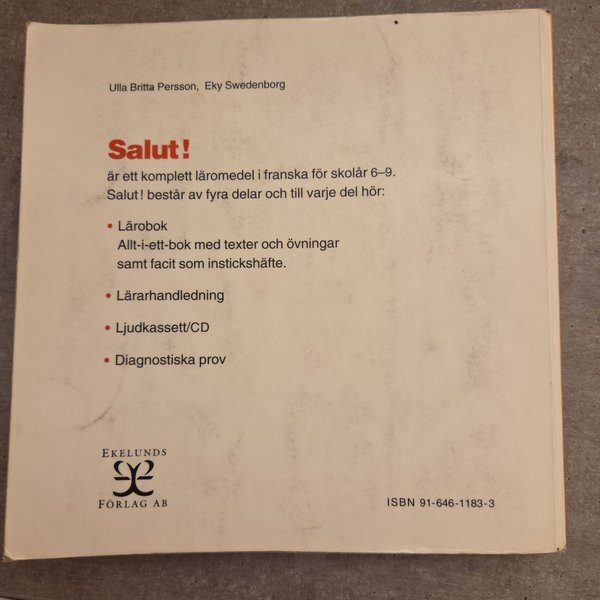 Ulla Britta Persson, Eky Swedenborg
Salut!
är ett komplett läromedel i franska för skolår 6–9.
Salut! består av fyra delar och till varje del hör:
• Lärobok
Allt-i-ett-bok med texter och övningar
samt facit som instickshäfte.
• Lärarhandledning
• Ljudkassett/CD
• Diagnostiska prov
EKELUNDS
FÖRLAG AB
ISBN 91-646-1183-3